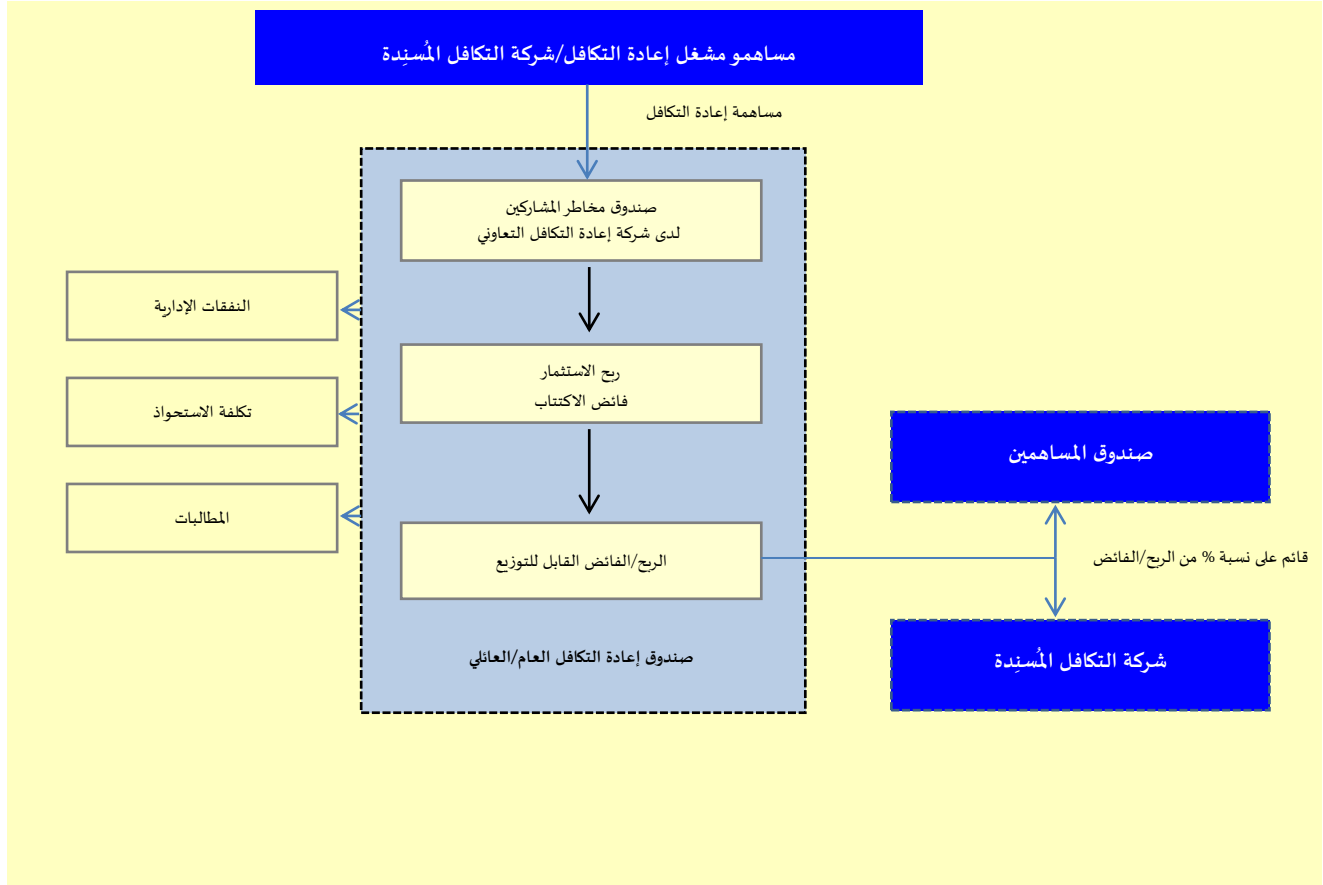 مساهمو مشغل إعادة التكافل/شركة التكافل المُسنِدة
مساهمة إعادة التكافل
صندوق مخاطر المشاركين
لدى شركة إعادة التكافل التعاوني
النفقات الإدارية
ربح الاستثمار
فائض الاكتتاب
تكلفة الاستحواذ
صندوق المساهمين
المطالبات
الربح/الفائض القابل للتوزيع
قائم على نسبة % من الربح/الفائض
صندوق إعادة التكافل العام/العائلي
شركة التكافل المُسنِدة